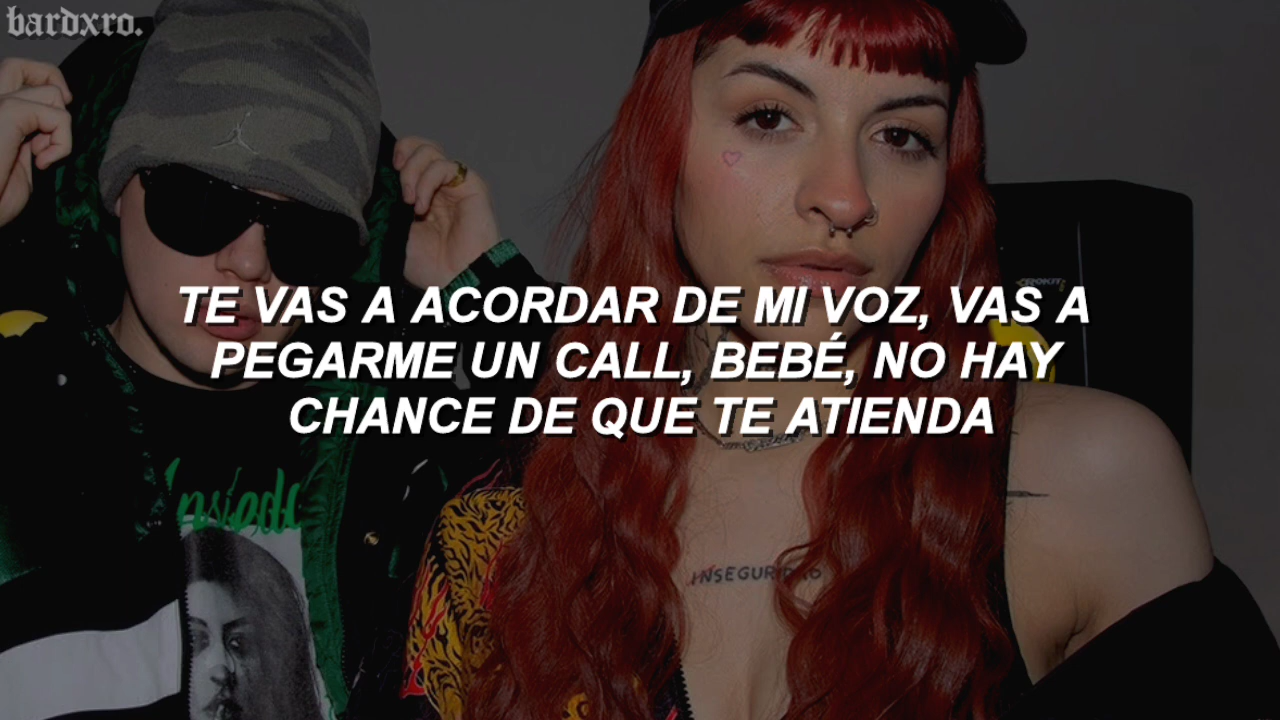 bardxro.
TE VAS A ACORDAR DE MI VOZ, VAS A
PEGARME UN CALL, BEBÉ, NO HAY
CHANCE DE QUE TE ATIENDA
INSEGURIDAD